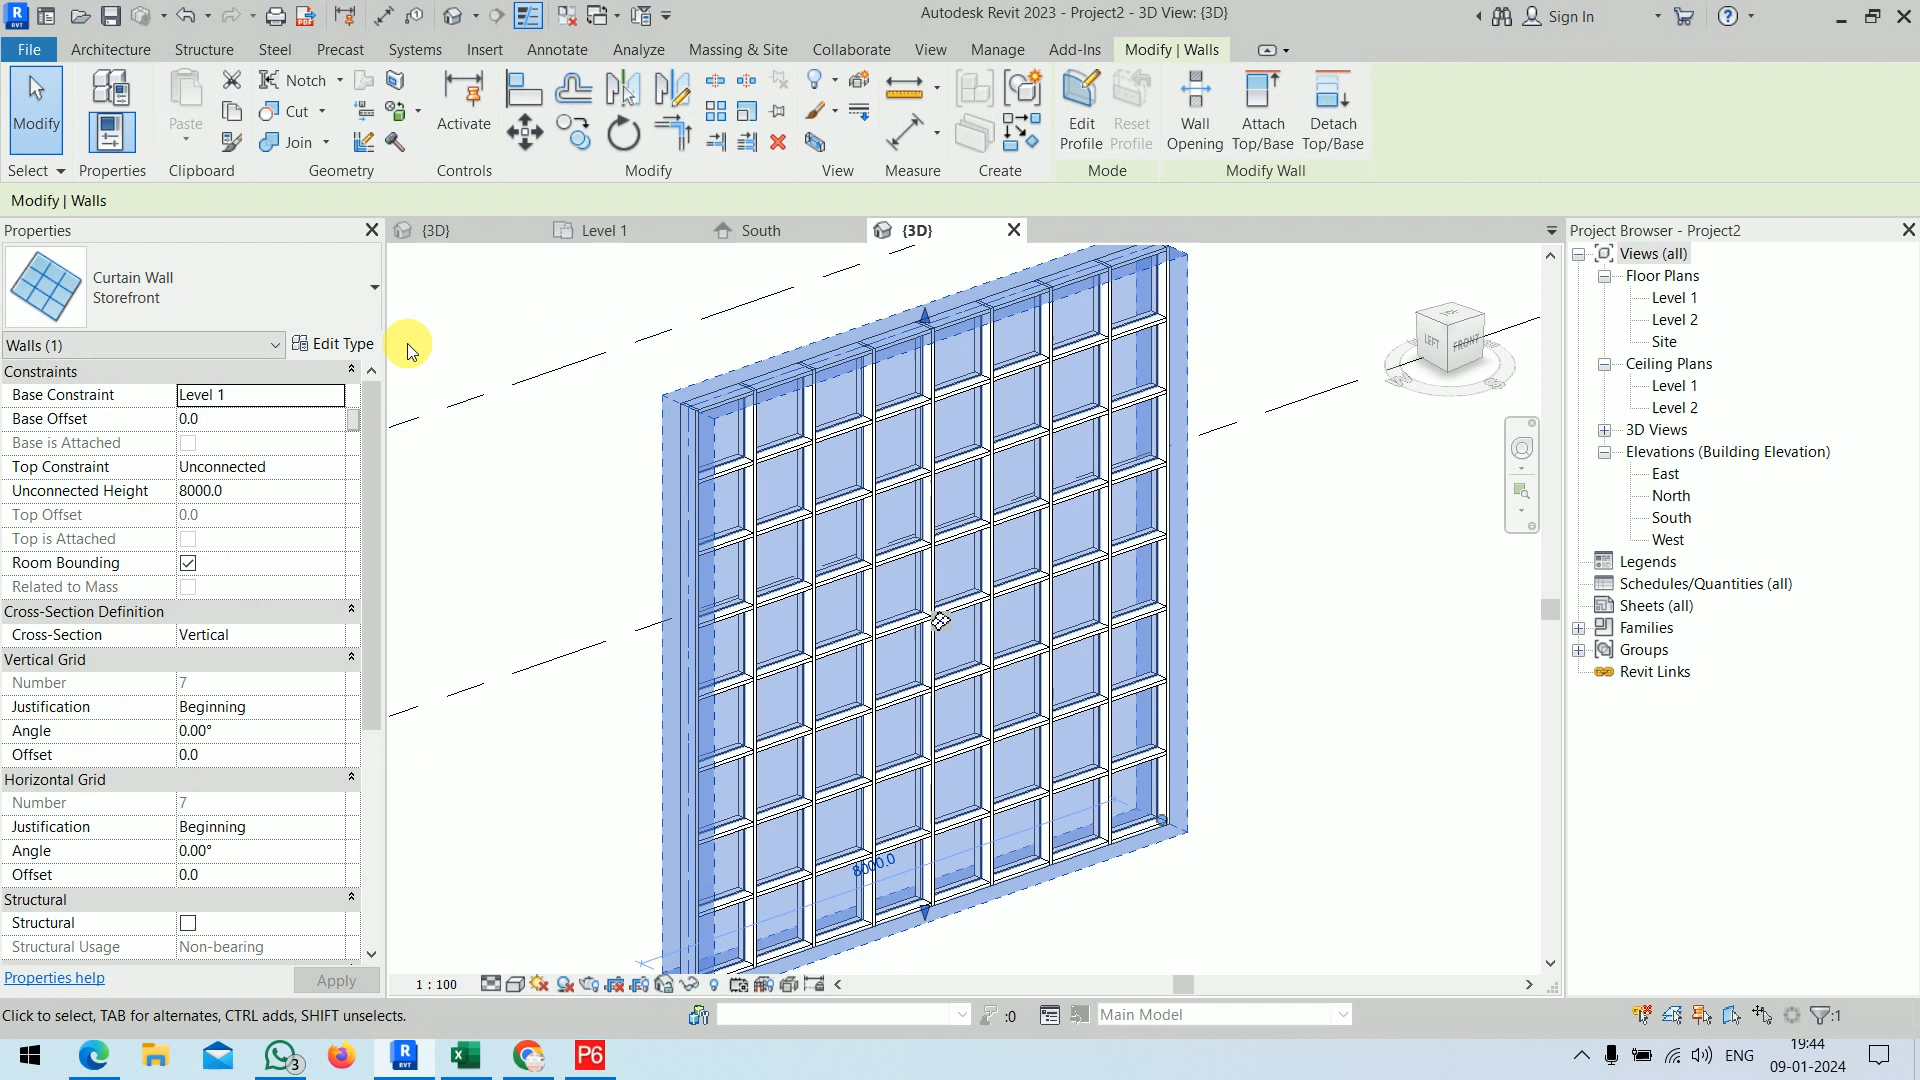 Autodesk Revit 2023 - Project2 - 3D View: {3D}
Sign In
File
Architecture
Structure
Steel
Precast
Systems
Insert
Annotate
Analyze
Massing & Site
Collaborate
View
Manage
Add-Ins
Modify | Walls
Modify
Paste
Notch
Cut
Join
Activate
Edit
Profile
Reset
Profile
Wall
Opening
Attach
Top/Base
Detach
Top/Base
Select
Properties
Clipboard
Geometry
Controls
Modify
View
Measure
Create
Mode
Modify Wall
Modify | Walls
Properties
{3D}
Level 1
South
{3D}
Project Browser - Project2
Curtain Wall
Storefront
Walls (1)
Edit Type
Constraints
Base Constraint
Level 1
Base Offset
0.0
Base is Attached
Top Constraint
Unconnected
Unconnected Height
8000.0
Top Offset
0.0
Top is Attached
Room Bounding
Related to Mass
Cross-Section Definition
Cross-Section
Vertical
Vertical Grid
Number
7
Justification
Beginning
Angle
0.00°
Offset
0.0
Horizontal Grid
Number
7
Justification
Beginning
Angle
0.00°
Offset
0.0
Structural
Structural
Structural Usage
Non-bearing
Properties help
Apply
TOP
LEFT
FRONT
8000.0
Views (all)
Floor Plans
Level 1
Level 2
Site
Ceiling Plans
Level 1
Level 2
3D Views
Elevations (Building Elevation)
East
North
South
West
Legends
Schedules/Quantities (all)
Sheets (all)
Families
Groups
Revit Links
1 : 100
Click to select, TAB for alternates, CTRL adds, SHIFT unselects.
:0
Main Model
:1
3
R
RVT
P6
ENG
19:44
09-01-2024